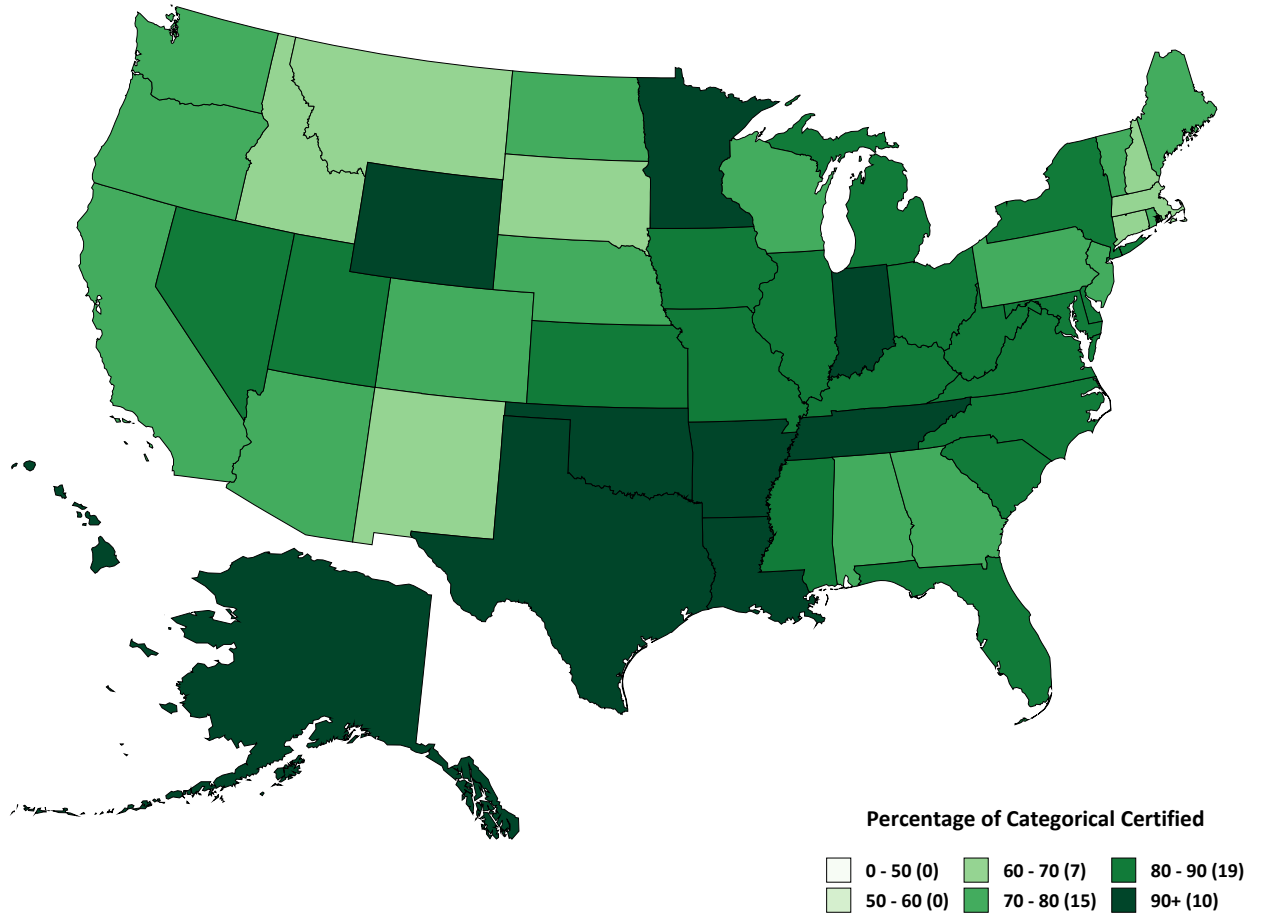 Percentage of Categorical Certified
0 - 50 (0) 60 - 70 (7) 80 - 90 (19)
50 - 60 (0) 70 - 80 (15) 90+ (10)